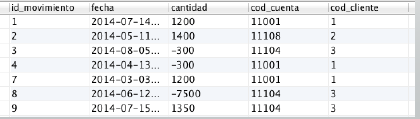 id_movimiento fecha cantidad cod_cuenta cod_cliente
1 2014-07-14... 1200 11001 1
2 2014-05-11... 1400 11108 2
3 2014-08-05... -300 11104 3
4 2014-04-13... -300 11001 1
7 2014-03-03... 1200 11001 1
8 2014-06-12... -7500 11104 3
9 2014-07-15... 1350 11104 3